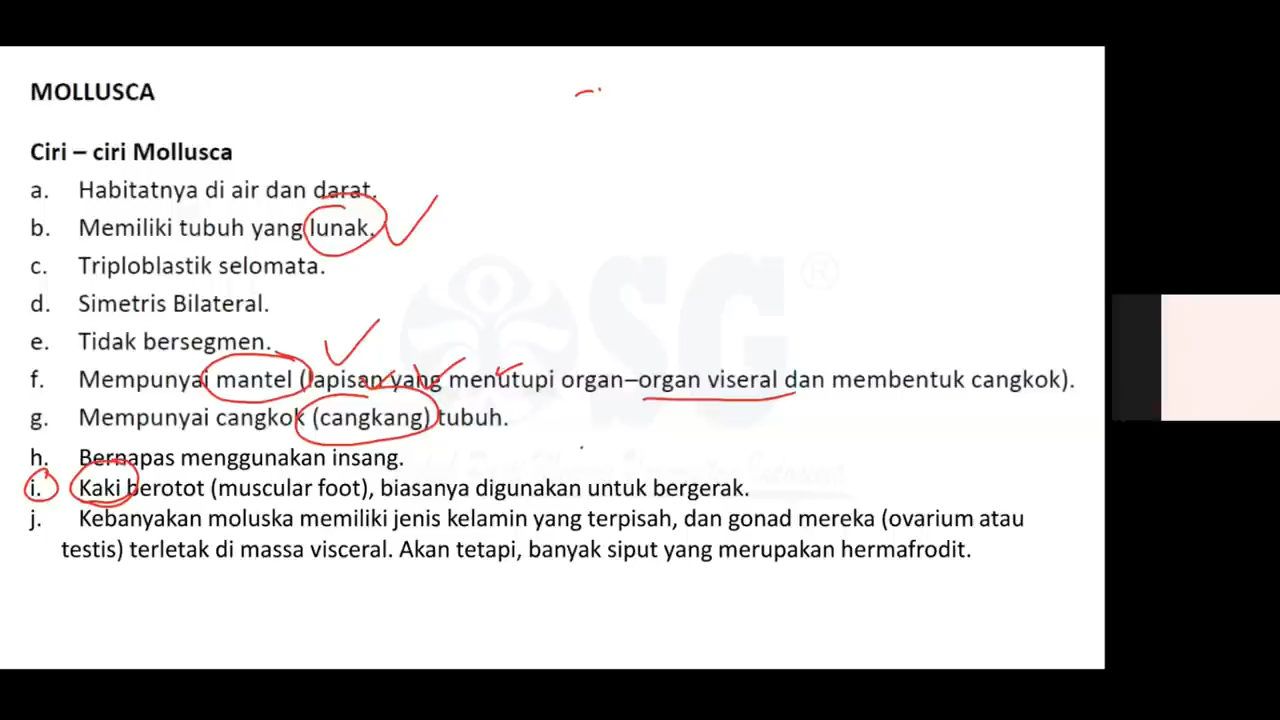 MOLLUSCA
Ciri – ciri Mollusca
a. Habitatnya di air dan darat.
b. Memiliki tubuh yang lunak.
c. Triploblastik selomata.
d. Simetris Bilateral.
e. Tidak bersegmen.
f. Mempunyai mantel (lapisan yang menutupi organ–organ viseral dan membentuk cangkok).
g. Mempunyai cangkok (cangkang) tubuh.
h. Bernapas menggunakan insang.
i. Kaki berotot (muscular foot), biasanya digunakan untuk bergerak.
j. Kebanyakan moluska memiliki jenis kelamin yang terpisah, dan gonad mereka (ovarium atau
testis) terletak di massa visceral. Akan tetapi, banyak siput yang merupakan hermafrodit.
SG®